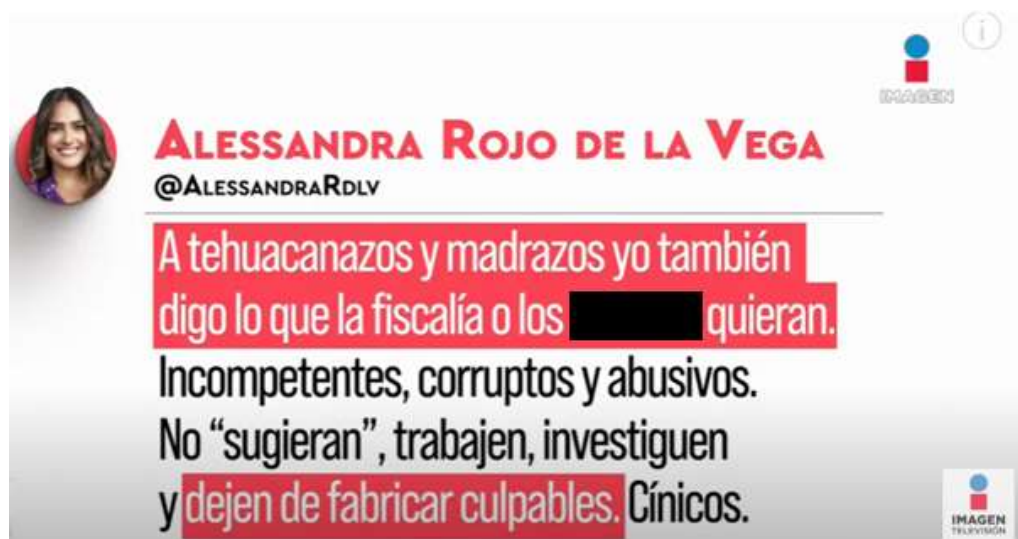 IMAGEN
ALESSANDRA ROJO DE LA VEGA
@ALESSANDRARDLV
A tehuacanazos y madrazos yo también
digo lo que la fiscalía o los quieran.
Incompetentes, corruptos y abusivos.
No “sugieran”, trabajen, investiguen
y dejen de fabricar culpables. Cínicos.
IMAGEN
TELEVISIÓN